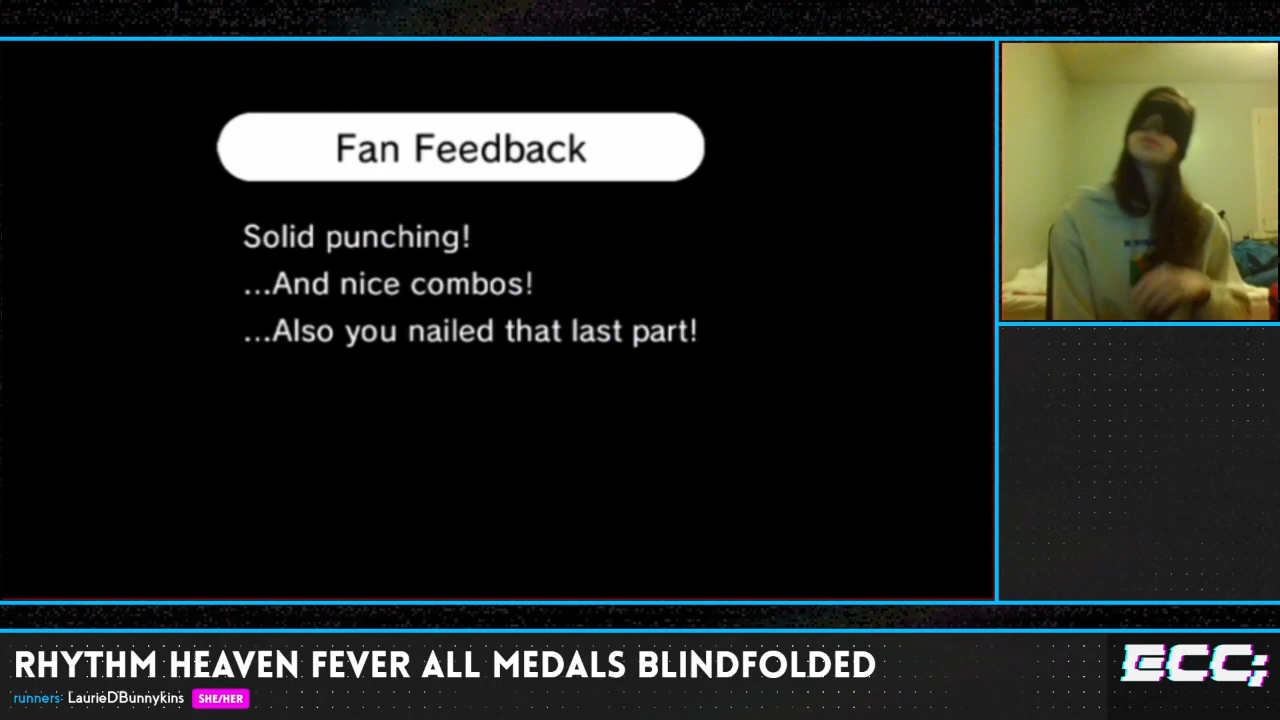 Fan Feedback
Solid punching!
...And nice combos!
...Also you nailed that last part!
RHYTHM HEAVEN FEVER ALL MEDALS BLINDFOLDED
runners: LaurieDBunnykins SHE/HER
ECC;